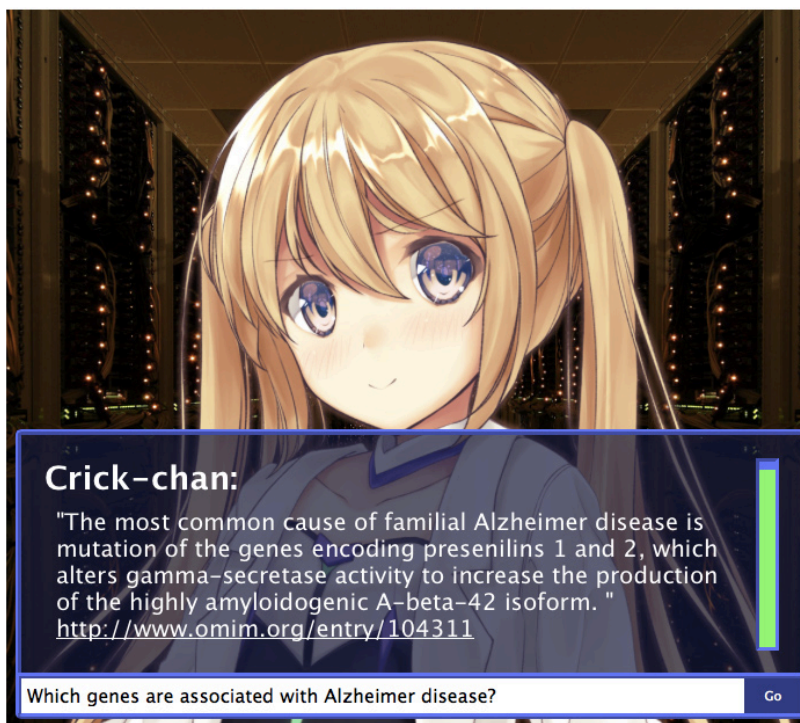 Crick-chan:
"The most common cause of familial Alzheimer disease is
mutation of the genes encoding presenilins 1 and 2, which
alters gamma-secretase activity to increase the production
of the highly amyloidogenic A-beta-42 isoform. "
http://www.omim.org/entry/104311
Which genes are associated with Alzheimer disease?
Go